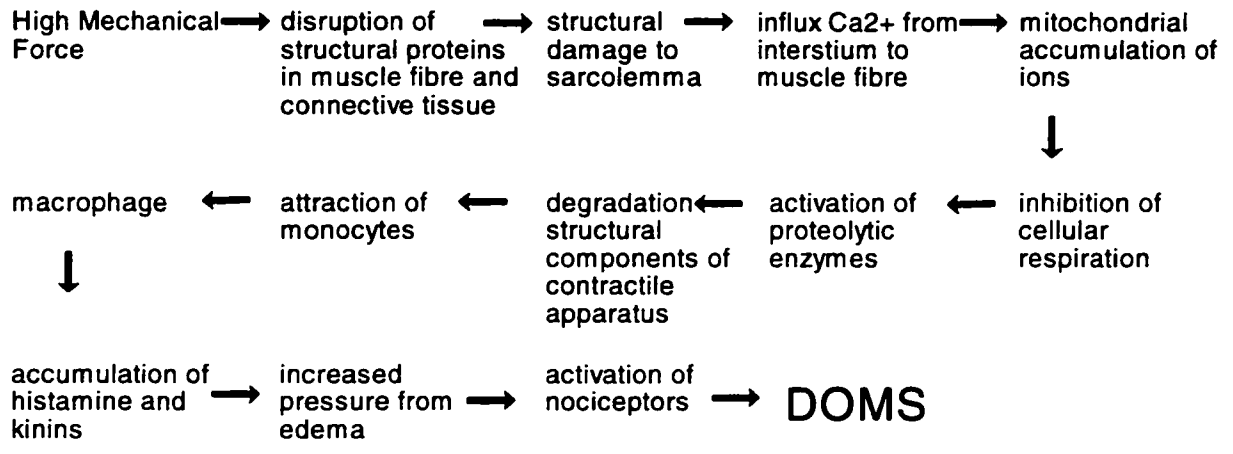 High Mechanical
Force
disruption of
structural proteins
in muscle fibre and
connective tissue
structural
damage to
sarcolemma
influx Ca2+ from
interstium to
muscle fibre
mitochondrial
accumulation of
ions
inhibition of
cellular
respiration
activation of
proteolytic
enzymes
degradation
structural
components of
contractile
apparatus
attraction of
monocytes
macrophage
accumulation of
histamine and
kinins
increased
pressure from
edema
activation of
nociceptors
DOMS